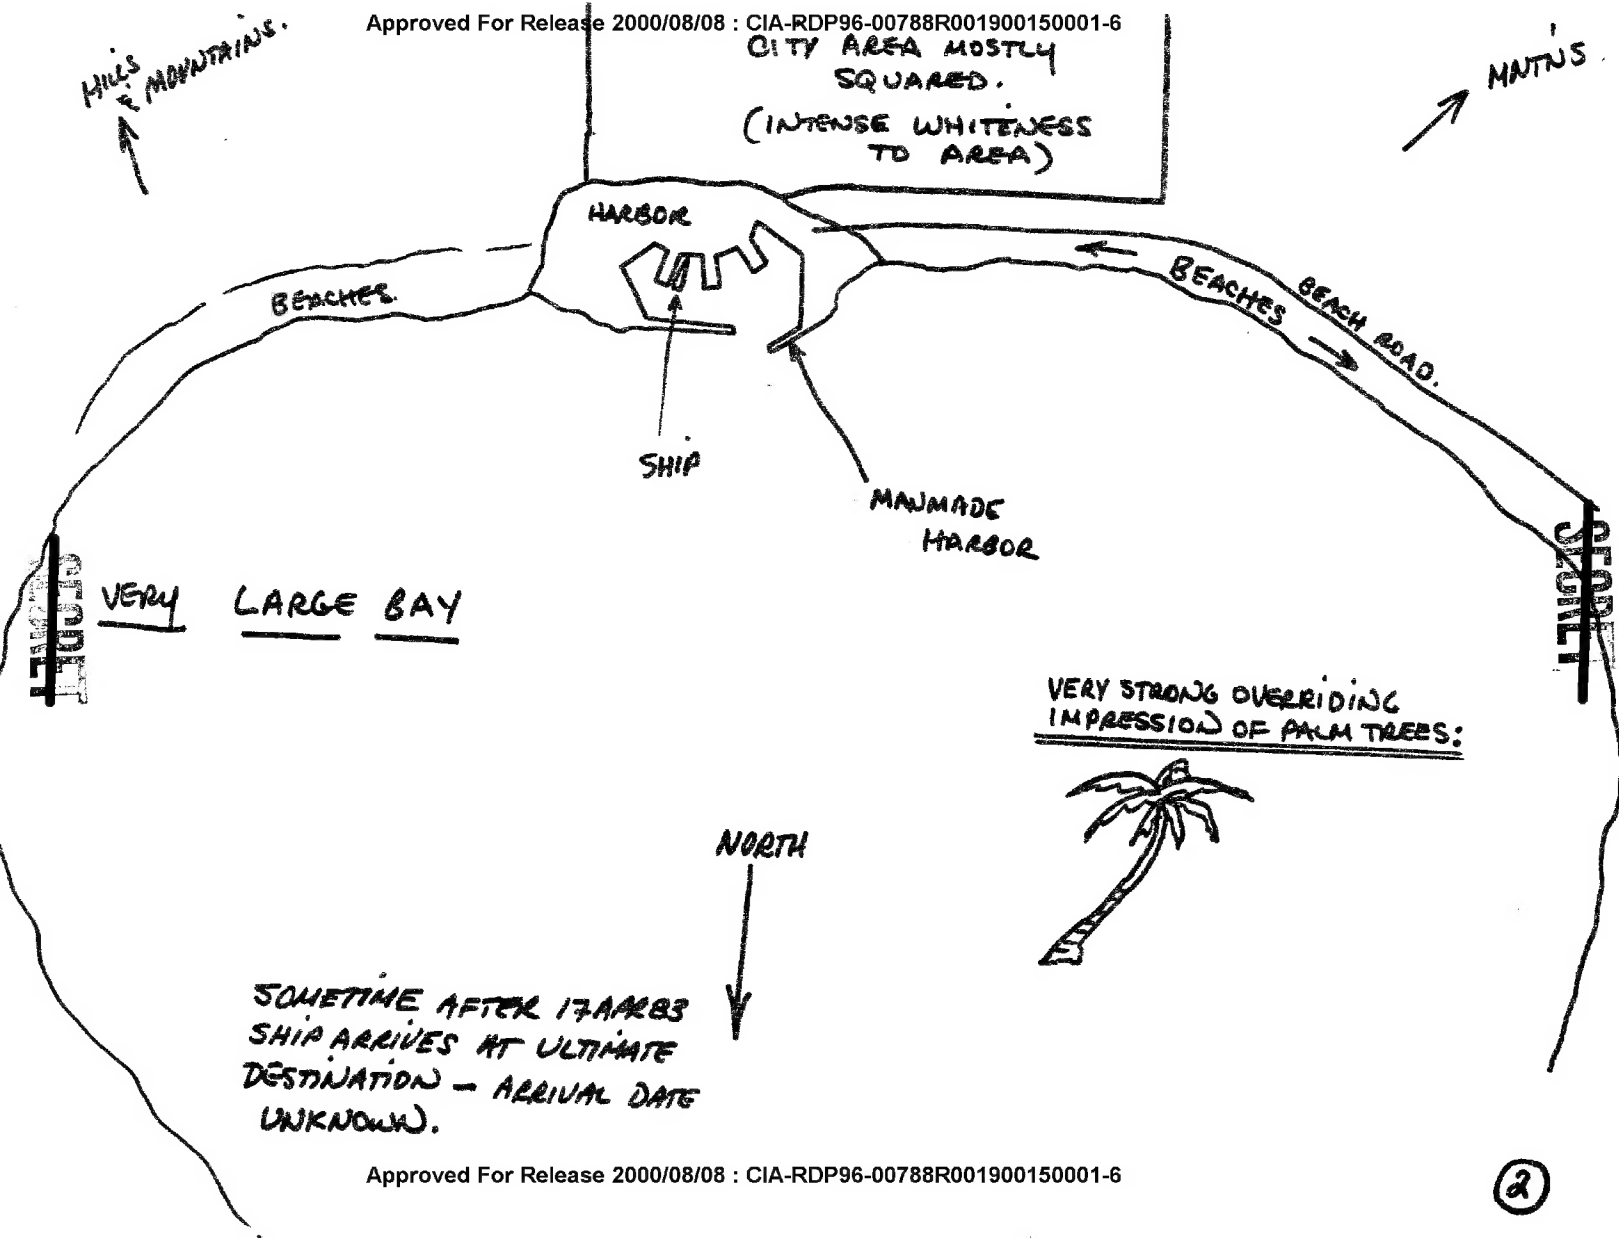 Approved For Release 2000/08/08 : CIA-RDP96-00788R001900150001-6
HILLS
& MOUNTAINS.
CITY AREA MOSTLY
SQUARED.
(INTENSE WHITENESS
TO AREA)
MNTNS.
HARBOR
BEACHES.
BEACHES
BEACH ROAD.
SHIP
MANMADE
HARBOR
SECRET
SECRET
SECRET
SECRET
VERY LARGE BAY
VERY STRONG OVERRIDING
IMPRESSION OF PALM TREES:
NORTH
SOMETIME AFTER 17APR83
SHIP ARRIVES AT ULTIMATE
DESTINATION - ARRIVAL DATE
UNKNOWN.
Approved For Release 2000/08/08 : CIA-RDP96-00788R001900150001-6
2